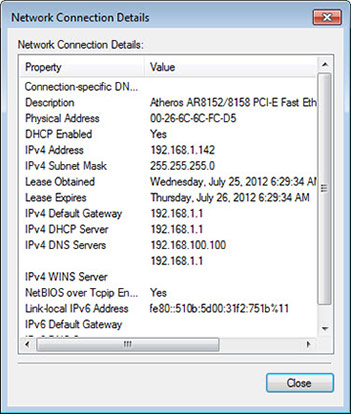 Network Connection Details
Network Connection Details:
Property Value
Connection-specific DN...
Description Atheros AR8152/8158 PCI-E Fast Eth
Physical Address 00-26-6C-6C-FC-D5
DHCP Enabled Yes
IPv4 Address 192.168.1.142
IPv4 Subnet Mask 255.255.255.0
Lease Obtained Wednesday, July 25, 2012 6:29:34 AM
Lease Expires Thursday, July 26, 2012 6:29:34 AM
IPv4 Default Gateway 192.168.1.1
IPv4 DHCP Server 192.168.1.1
IPv4 DNS Servers 192.168.100.100
192.168.1.1
IPv4 WINS Server
NetBIOS over Tcpip En... Yes
Link-local IPv6 Address fe80::510b:5d00:31f2:751b%11
IPv6 Default Gateway
Close